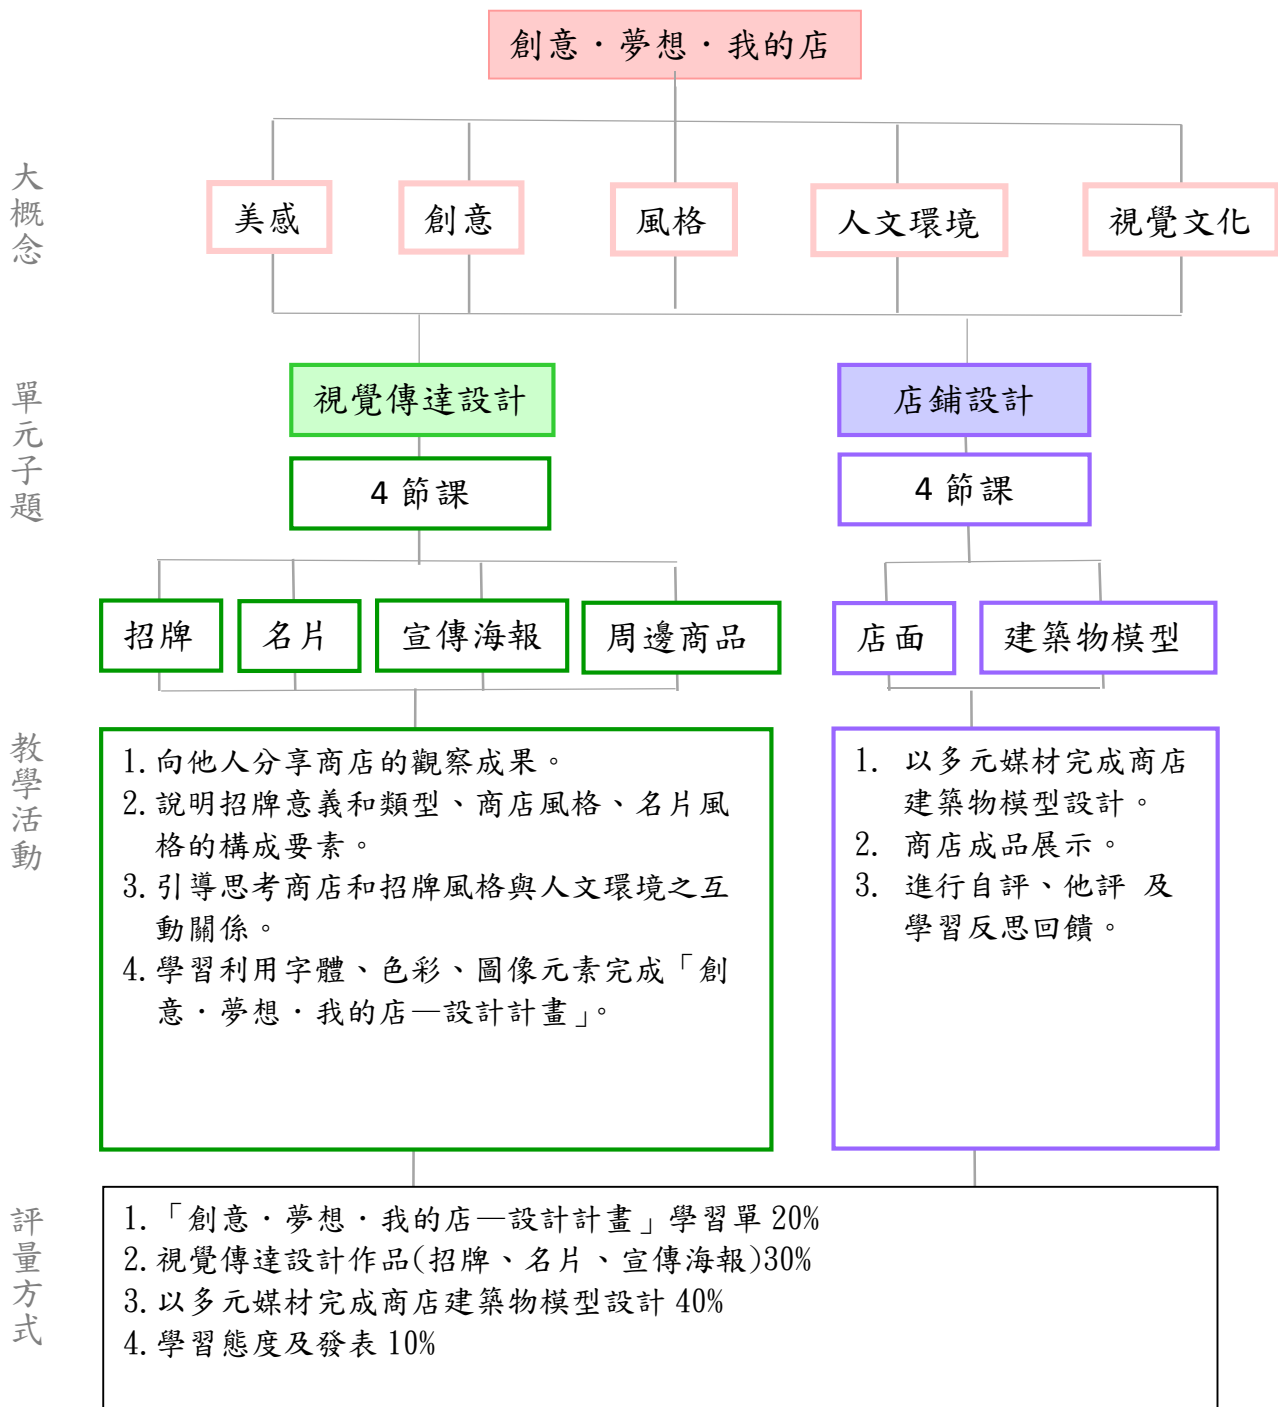 創意‧夢想‧我的店
大概念
美感
創意
風格
人文環境
視覺文化
單元子題
視覺傳達設計
店鋪設計
4 節課
4 節課
招牌
名片
宣傳海報
周邊商品
店面
建築物模型
教學活動
1. 向他人分享商店的觀察成果。
2. 說明招牌意義和類型、商店風格、名片風
格的構成要素。
3. 引導思考商店和招牌風格與人文環境之互
動關係。
4. 學習利用字體、色彩、圖像元素完成「創
意‧夢想‧我的店—設計計畫」。
1. 以多元媒材完成商店
建築物模型設計。
2. 商店成品展示。
3. 進行自評、他評 及
學習反思回饋。
評量方式
1. 「創意‧夢想‧我的店—設計計畫」學習單 20%
2. 視覺傳達設計作品(招牌、名片、宣傳海報)30%
3. 以多元媒材完成商店建築物模型設計 40%
4. 學習態度及發表 10%